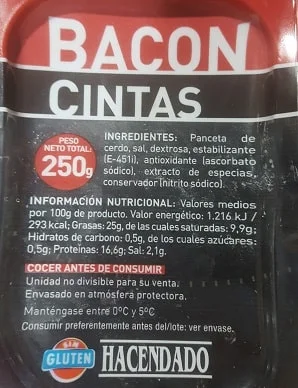 BACON
CINTAS
PESO
NETO TOTAL:
250g
INGREDIENTES: Panceta de
cerdo, sal, dextrosa, estabilizante
(E-451i), antioxidante (ascorbato
sódico), extracto de especias,
conservador (nitrito sódico).
INFORMACIÓN NUTRICIONAL: Valores medios
por 100g de producto. Valor energético: 1.216 kJ /
293 kcal; Grasas: 25g, de las cuales saturadas: 9,9g;
Hidratos de carbono: 0,5g, de los cuales azúcares:
0,5g; Proteínas: 16,6g; Sal: 2,1g.
COCER ANTES DE CONSUMIR
Unidad no divisible para su venta.
Envasado en atmósfera protectora.
Manténgase entre 0ºC y 5ºC
Consumir preferentemente antes del/lote: ver envase.
SIN
GLUTEN
HACENDADO